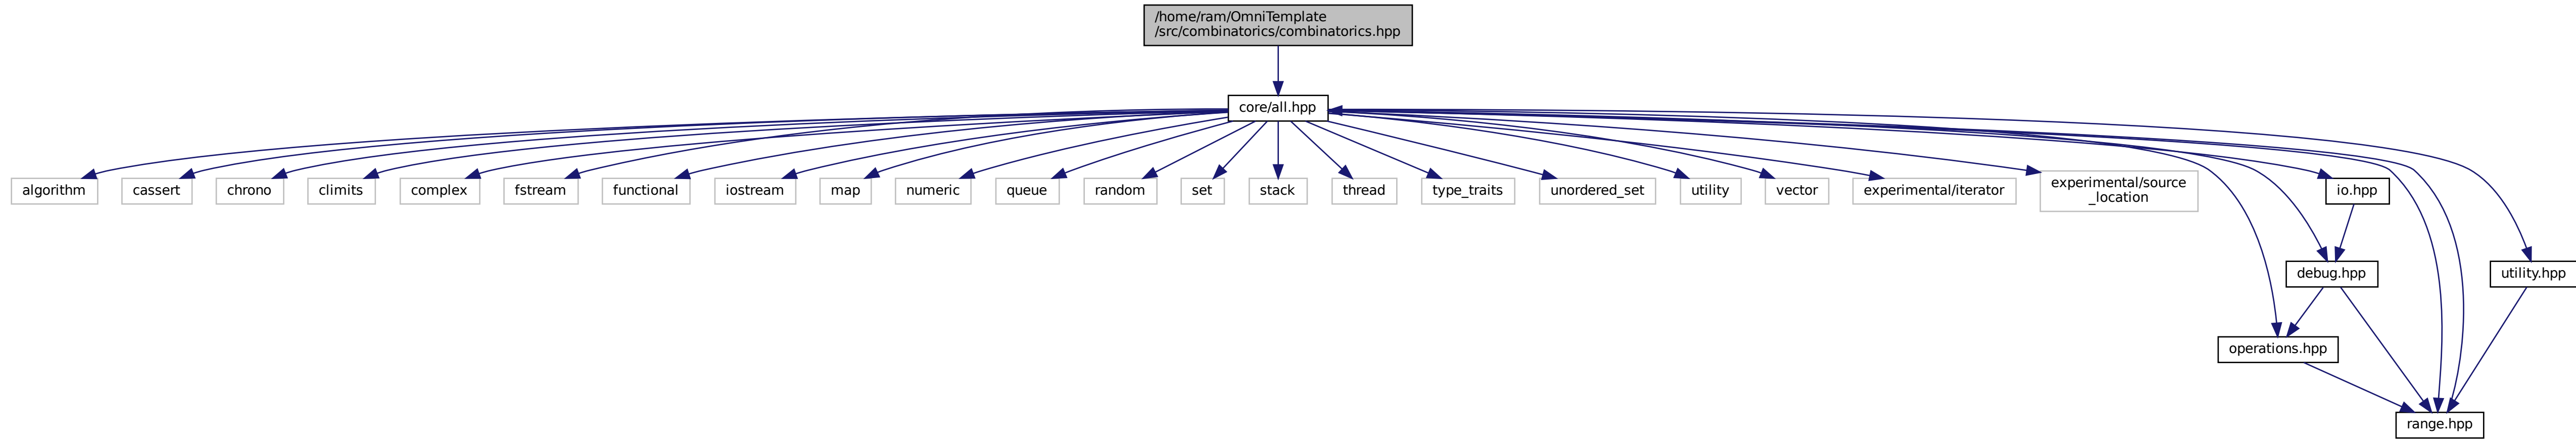 /home/ram/OmniTemplate
/src/combinatorics/combinatorics.hpp
core/all.hpp
algorithm
cassert
chrono
climits
complex
fstream
functional
iostream
map
numeric
queue
random
set
stack
thread
type_traits
unordered_set
utility
vector
experimental/iterator
experimental/source
_location
io.hpp
debug.hpp
utility.hpp
operations.hpp
range.hpp